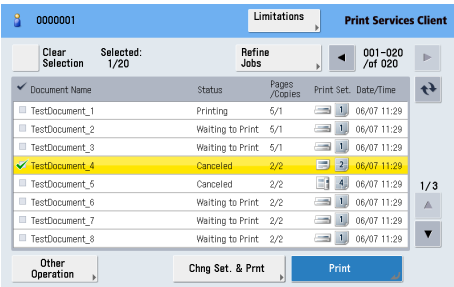 0000001 Limitations Print Services Client
Clear Selection Selected: 1/20 Refine Jobs 001-020 /of 020
Document Name Status Pages /Copies Print Set. Date/Time
TestDocument_1 Printing 5/1 1 06/07 11:29
TestDocument_2 Waiting to Print 5/1 1 06/07 11:29
TestDocument_3 Waiting to Print 5/1 1 06/07 11:29
TestDocument_4 Canceled 2/2 2 06/07 11:29
TestDocument_5 Canceled 2/2 4 06/07 11:29
1/3
TestDocument_6 Waiting to Print 2/2 1 06/07 11:29
TestDocument_7 Waiting to Print 2/2 1 06/07 11:29
TestDocument_8 Waiting to Print 2/2 1 06/07 11:29
Other Operation Chng Set. & Prnt Print